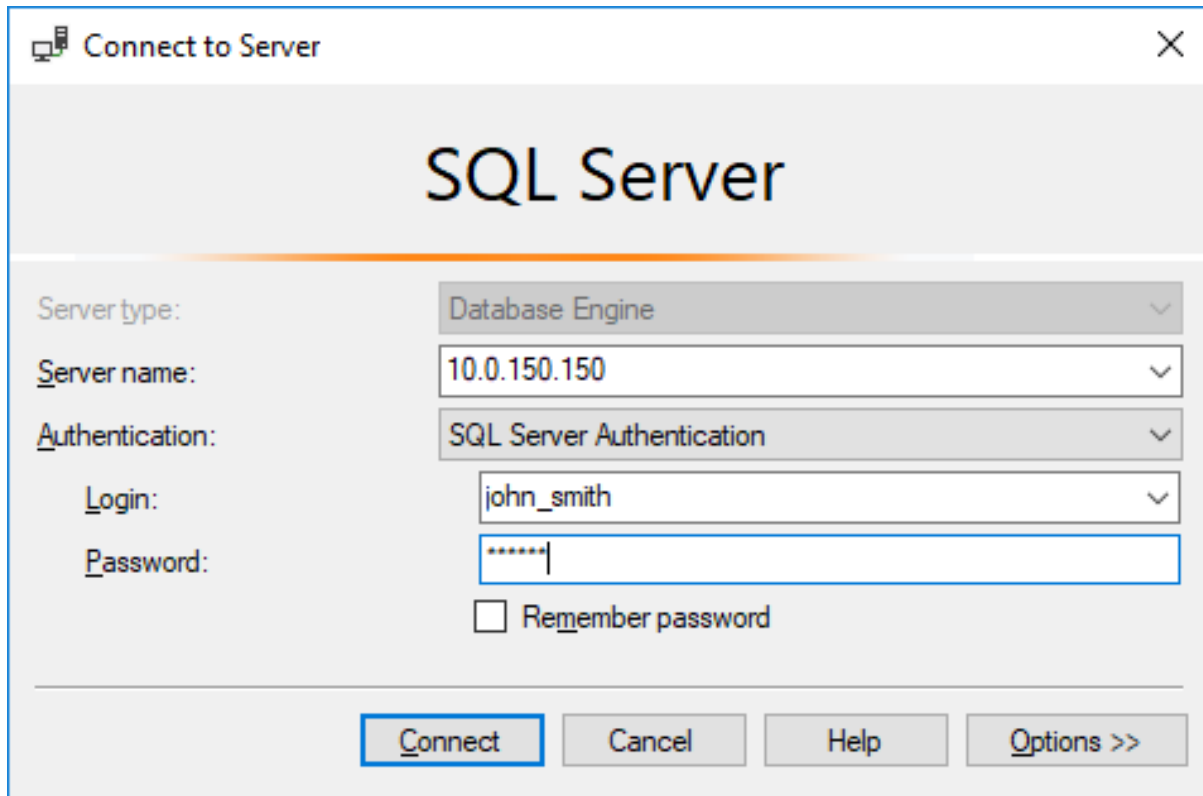 Connect to Server
SQL Server
Server type: Database Engine
Server name: 10.0.150.150
Authentication: SQL Server Authentication
Login: john_smith
Password: ******
Remember password
Connect Cancel Help Options >>